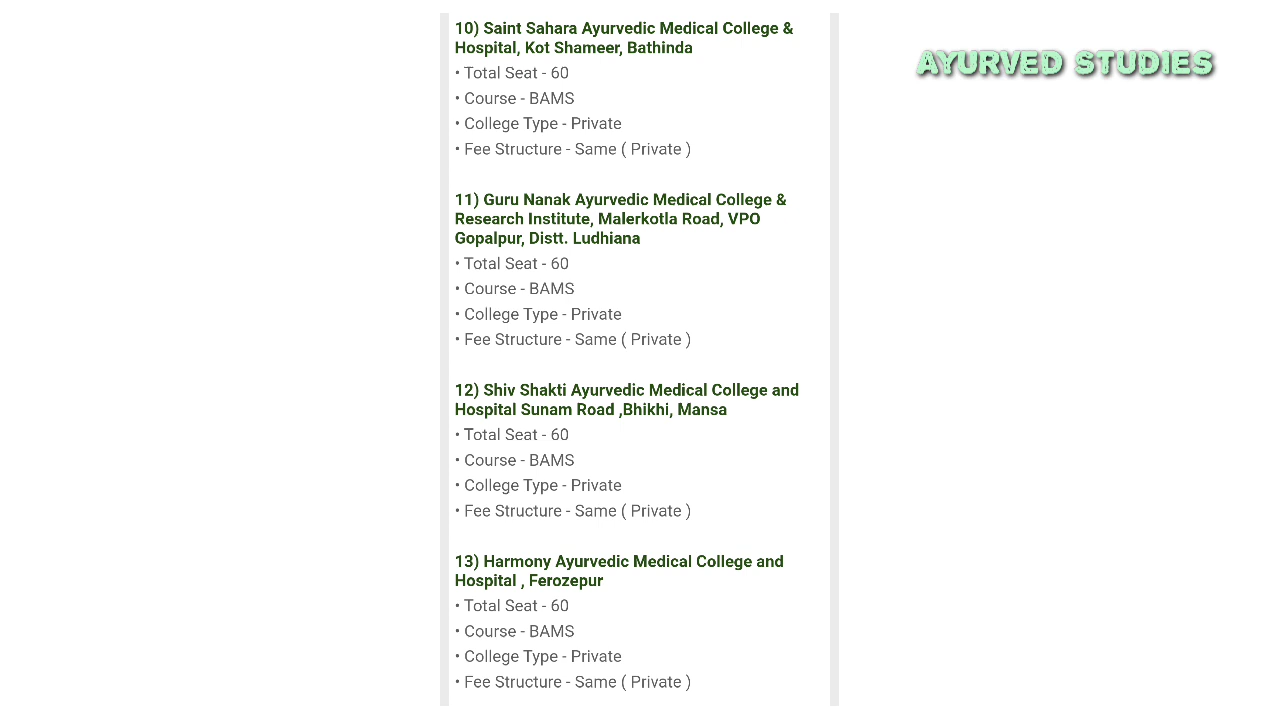 10) Saint Sahara Ayurvedic Medical College &
Hospital, Kot Shameer, Bathinda
• Total Seat - 60
• Course - BAMS
• College Type - Private
• Fee Structure - Same ( Private )
11) Guru Nanak Ayurvedic Medical College &
Research Institute, Malerkotla Road, VPO
Gopalpur, Distt. Ludhiana
• Total Seat - 60
• Course - BAMS
• College Type - Private
• Fee Structure - Same ( Private )
12) Shiv Shakti Ayurvedic Medical College and
Hospital Sunam Road ,Bhikhi, Mansa
• Total Seat - 60
• Course - BAMS
• College Type - Private
• Fee Structure - Same ( Private )
13) Harmony Ayurvedic Medical College and
Hospital , Ferozepur
• Total Seat - 60
• Course - BAMS
• College Type - Private
• Fee Structure - Same ( Private )
AYURVED STUDIES